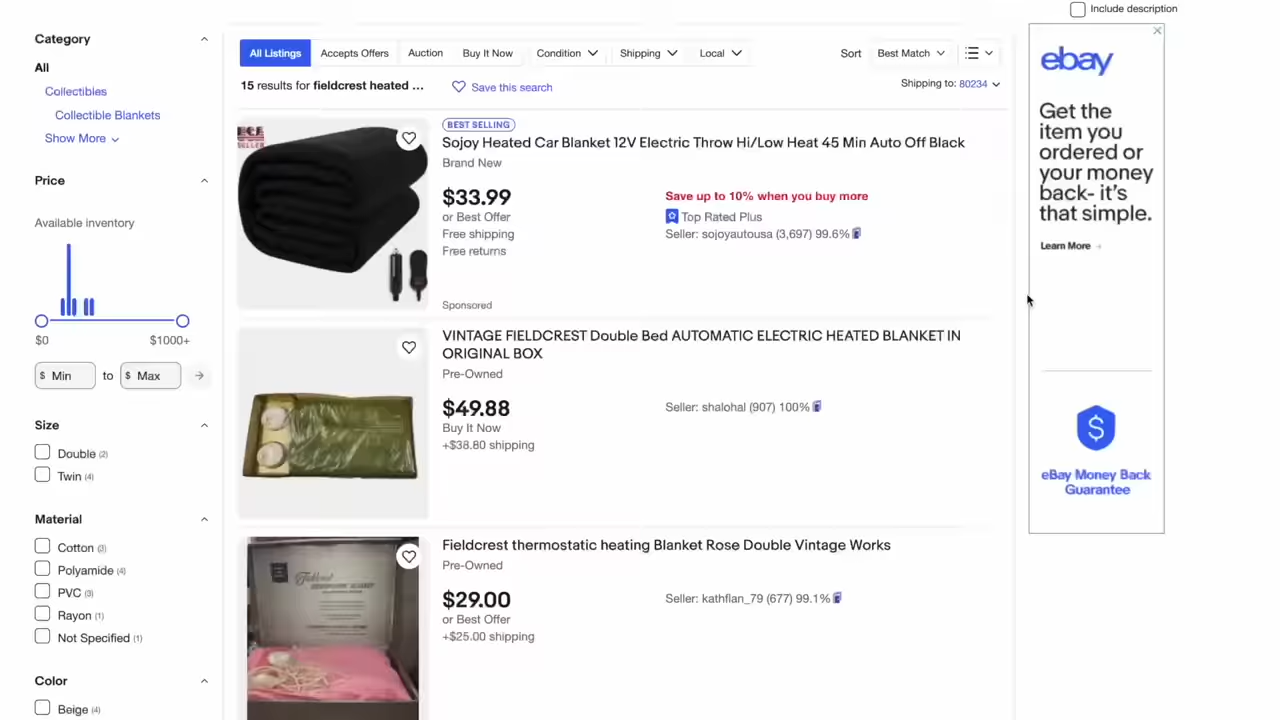 Include description
Category
All
Collectibles
Collectible Blankets
Show More
Price
Available inventory
$0
$1000+
$ Min
to
$ Max
Size
Double (2)
Twin (4)
Material
Cotton (3)
Polyamide (4)
PVC (3)
Rayon (1)
Not Specified (1)
Color
Beige (4)
All Listings
Accepts Offers
Auction
Buy It Now
Condition
Shipping
Local
Sort
Best Match
15 results for fieldcrest heated ...
Save this search
Shipping to: 80234
SELLER
BEST SELLING
Sojoy Heated Car Blanket 12V Electric Throw Hi/Low Heat 45 Min Auto Off Black
Brand New
$33.99
or Best Offer
Free shipping
Free returns
Save up to 10% when you buy more
Top Rated Plus
Seller: sojoyautousa (3,697) 99.6%
Sponsored
VINTAGE FIELDCREST Double Bed AUTOMATIC ELECTRIC HEATED BLANKET IN
ORIGINAL BOX
Pre-Owned
$49.88
Buy It Now
+$38.80 shipping
Seller: shalohal (907) 100%
Fieldcrest thermostatic heating Blanket Rose Double Vintage Works
Pre-Owned
$29.00
or Best Offer
+$25.00 shipping
Seller: kathflan_79 (677) 99.1%
Fieldcrest
ebay
Get the
item you
ordered or
your money
back- it's
that simple.
Learn More
$
eBay Money Back
Guarantee